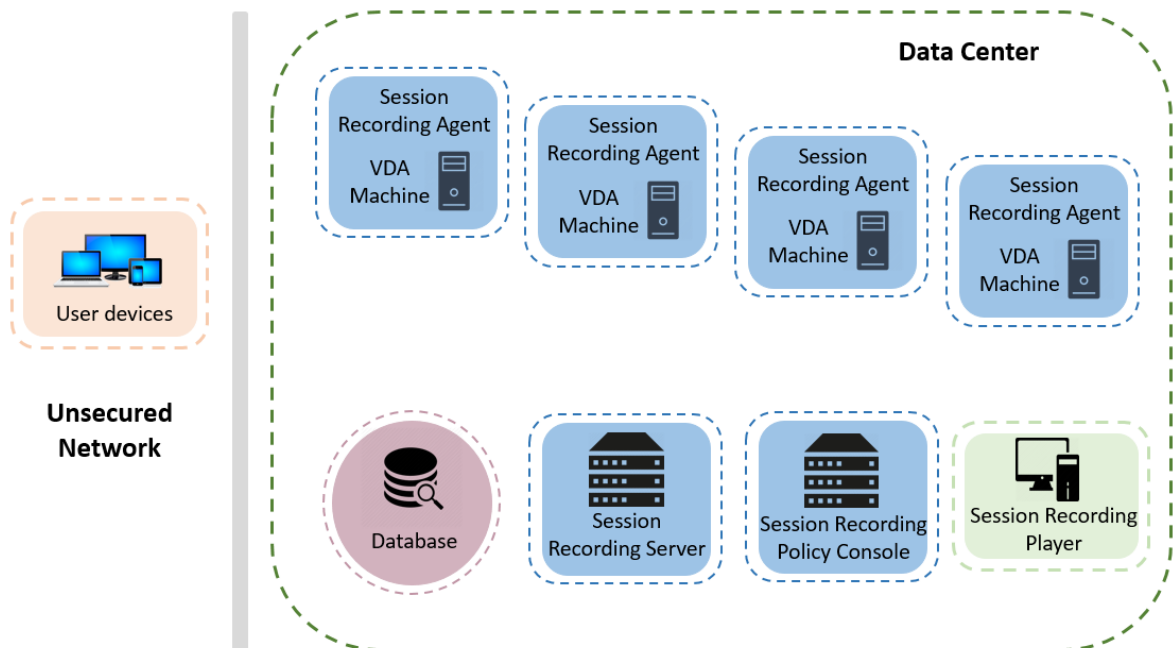 Data Center
Session
Recording Agent
VDA
Machine
Session
Recording Agent
VDA
Machine
Session
Recording Agent
VDA
Machine
Session
Recording Agent
VDA
Machine
User devices
Unsecured
Network
Database
Session
Recording Server
Session Recording
Policy Console
Session Recording
Player